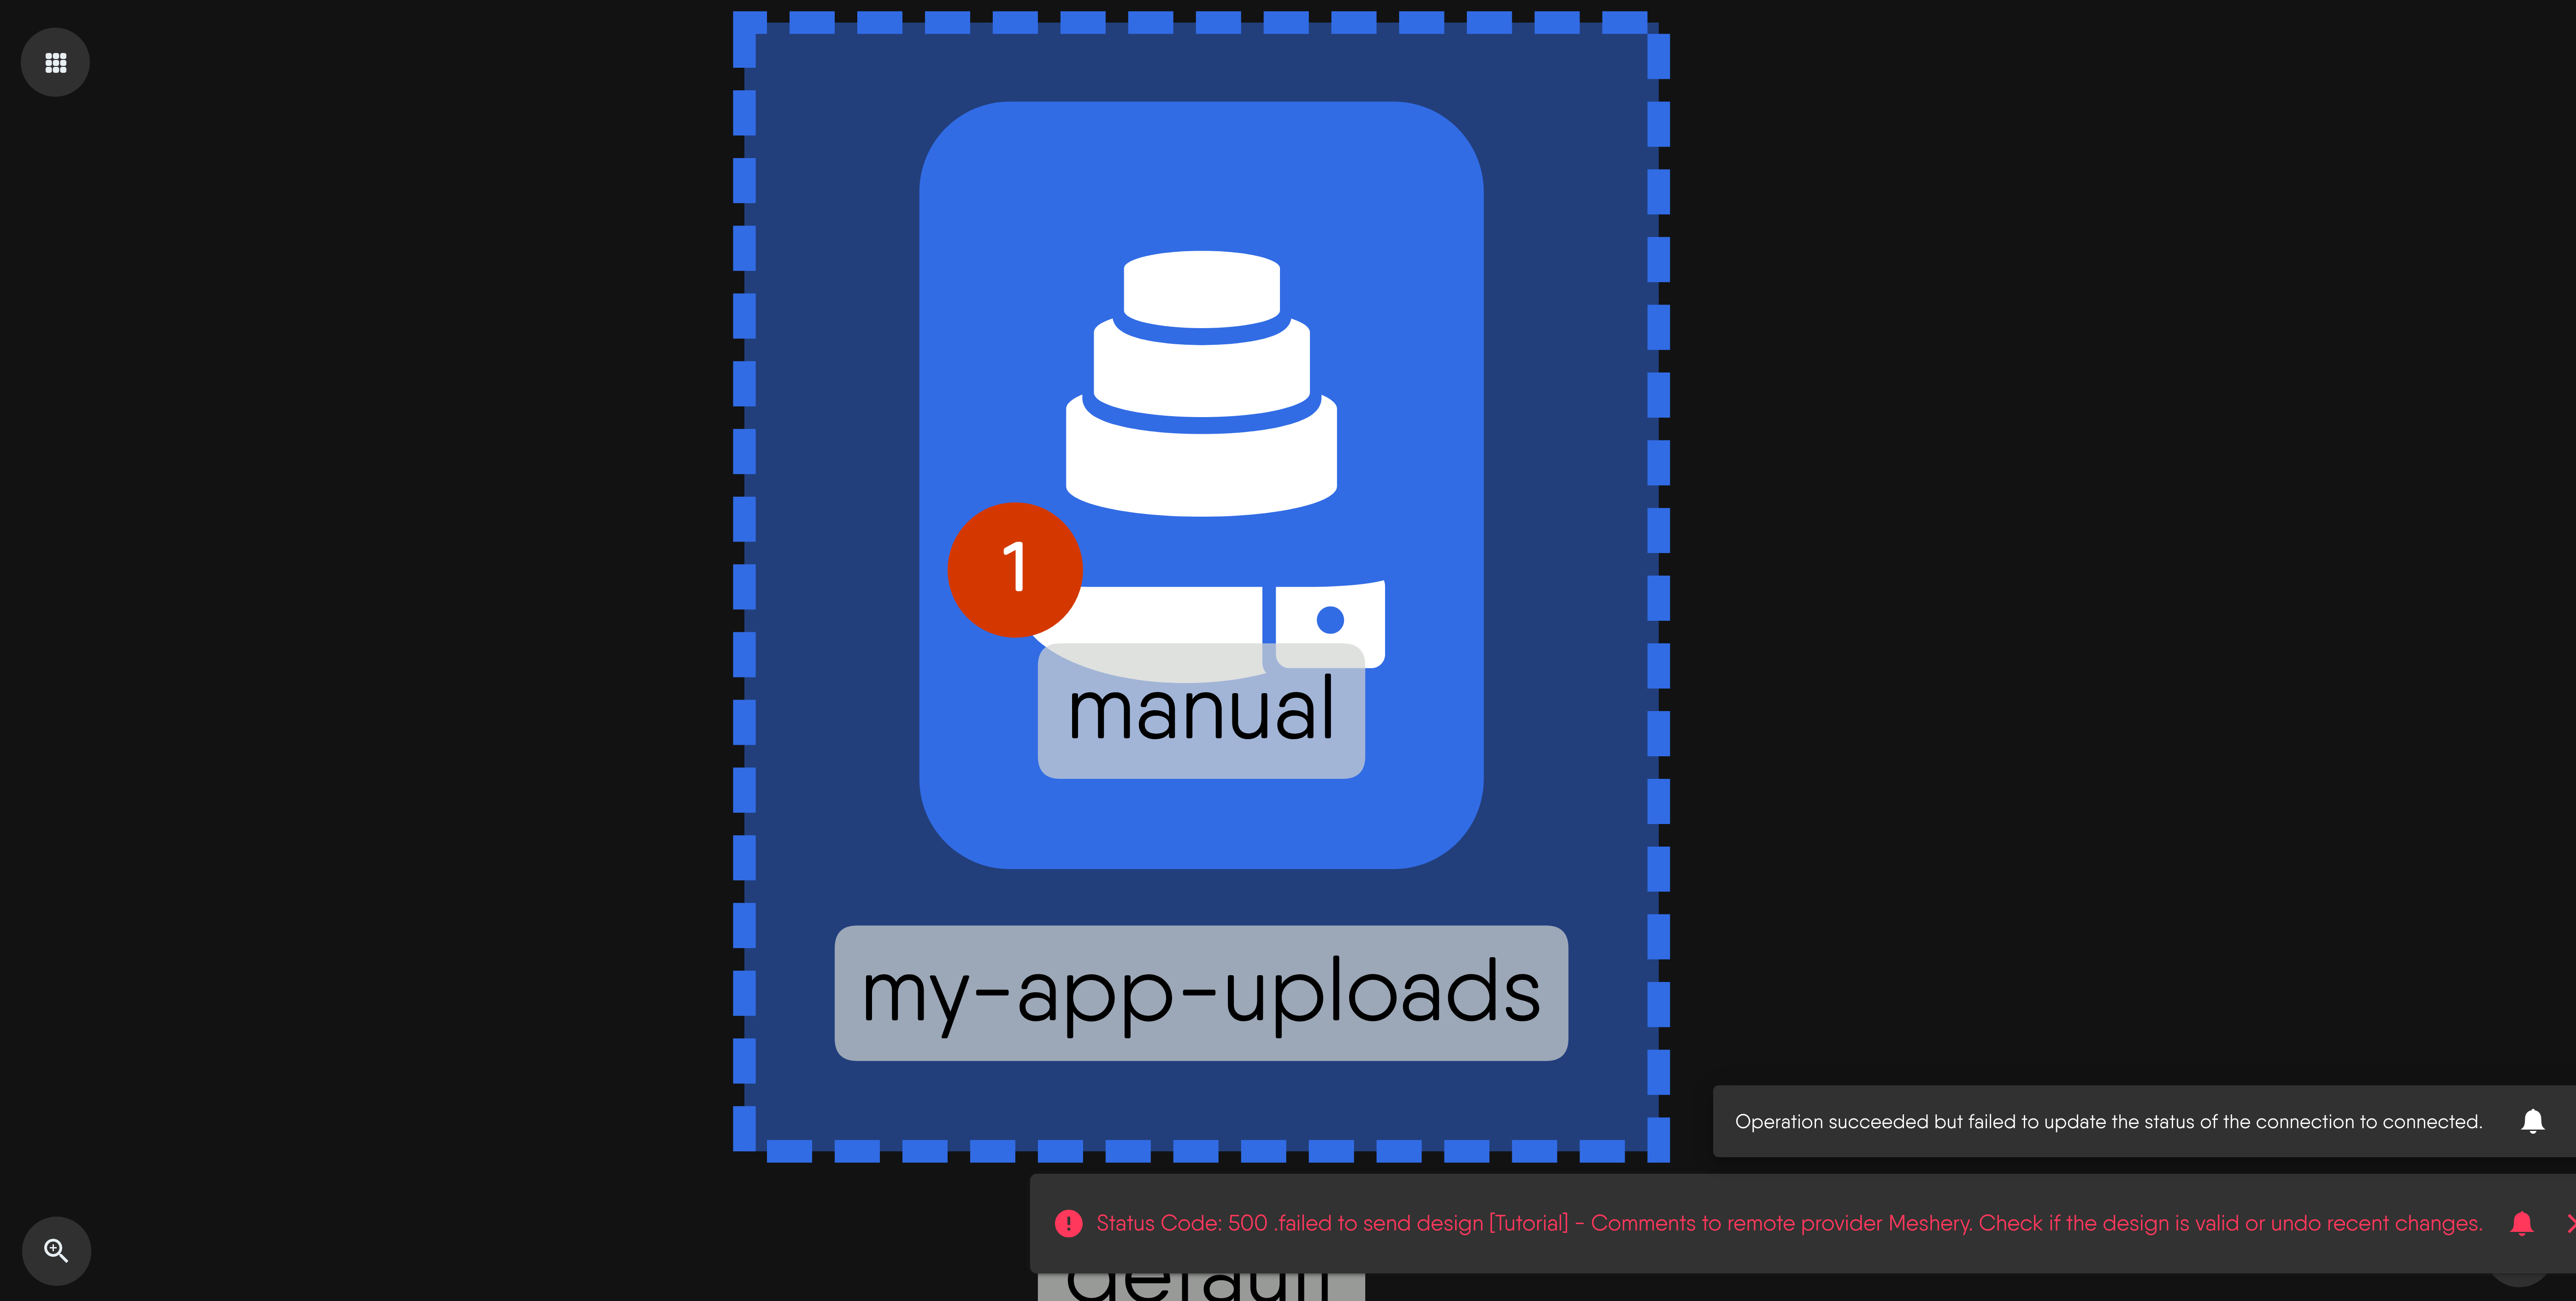 1
manual
my-app-uploads
Operation succeeded but failed to update the status of the connection to connected.
Status Code: 500 .failed to send design [Tutorial] - Comments to remote provider Meshery. Check if the design is valid or undo recent changes.
default